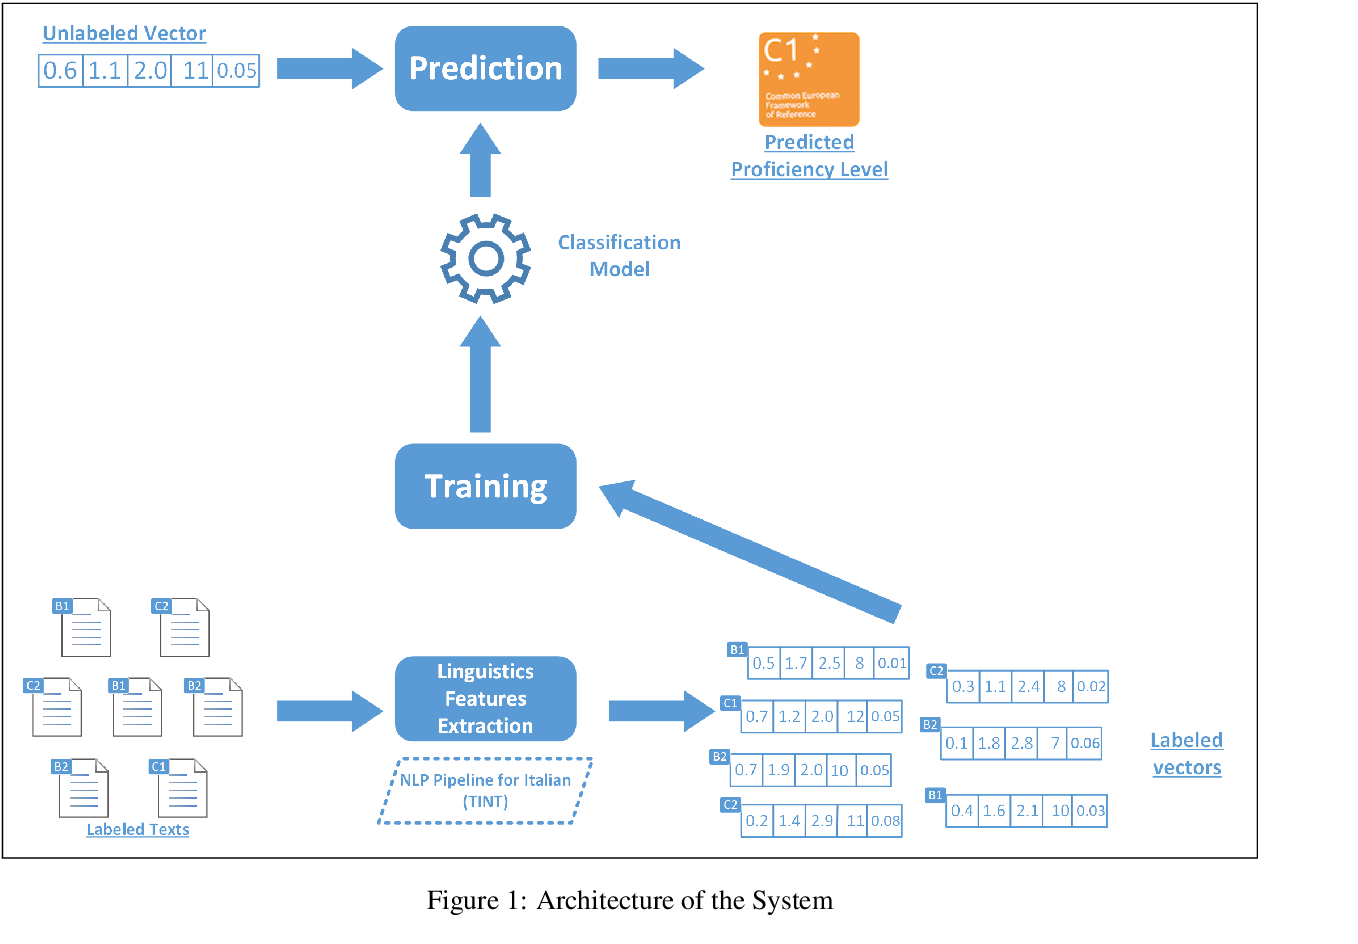 Unlabeled Vector
0.6 1.1 2.0 11 0.05
Prediction
C1
Common European
Framework
of Reference
Predicted
Proficiency Level
Classification
Model
Training
B1
C2
C2
B1
B2
B2
C1
Labeled Texts
Linguistics
Features
Extraction
NLP Pipeline for Italian
(TINT)
B1
0.5 1.7 2.5 8 0.01
C1
0.7 1.2 2.0 12 0.05
B2
0.7 1.9 2.0 10 0.05
C2
0.2 1.4 2.9 11 0.08
C2
0.3 1.1 2.4 8 0.02
B2
0.1 1.8 2.8 7 0.06
B1
0.4 1.6 2.1 10 0.03
Labeled
vectors
Figure 1: Architecture of the System